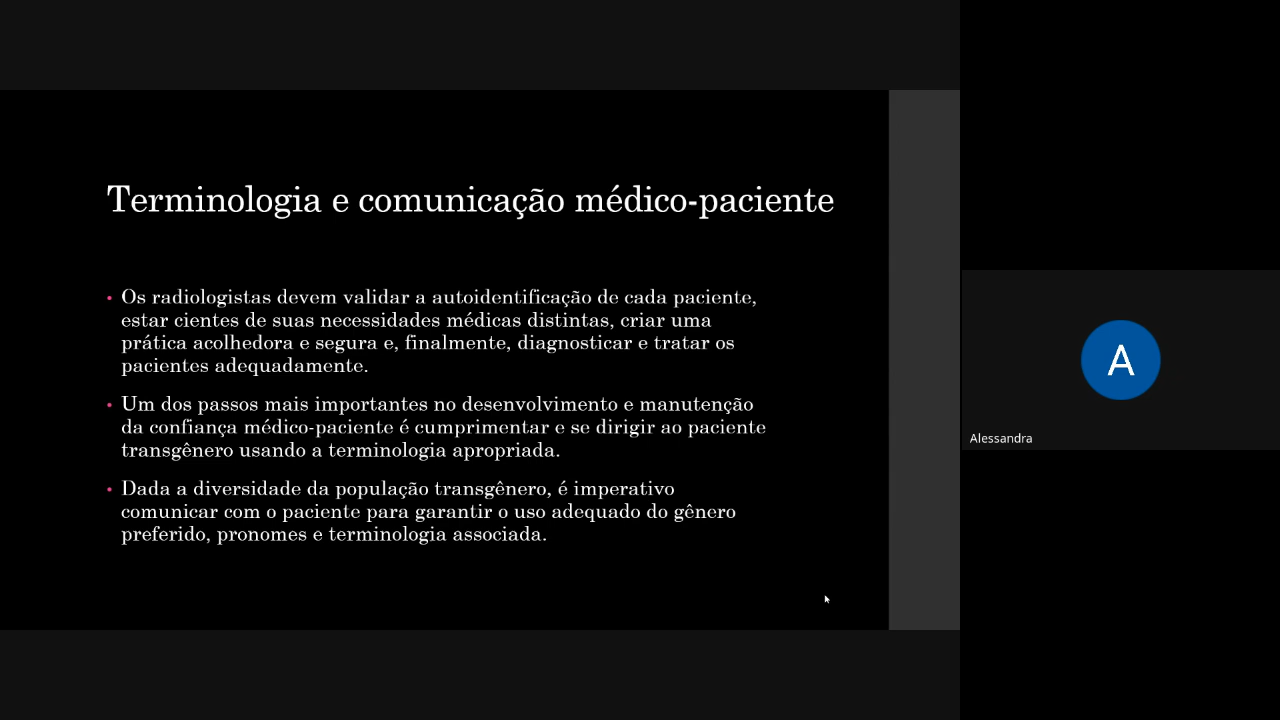 Terminologia e comunicação médico-paciente
• Os radiologistas devem validar a autoidentificação de cada paciente,
estar cientes de suas necessidades médicas distintas, criar uma
prática acolhedora e segura e, finalmente, diagnosticar e tratar os
pacientes adequadamente.
• Um dos passos mais importantes no desenvolvimento e manutenção
da confiança médico-paciente é cumprimentar e se dirigir ao paciente
transgênero usando a terminologia apropriada.
• Dada a diversidade da população transgênero, é imperativo
comunicar com o paciente para garantir o uso adequado do gênero
preferido, pronomes e terminologia associada.
A
Alessandra